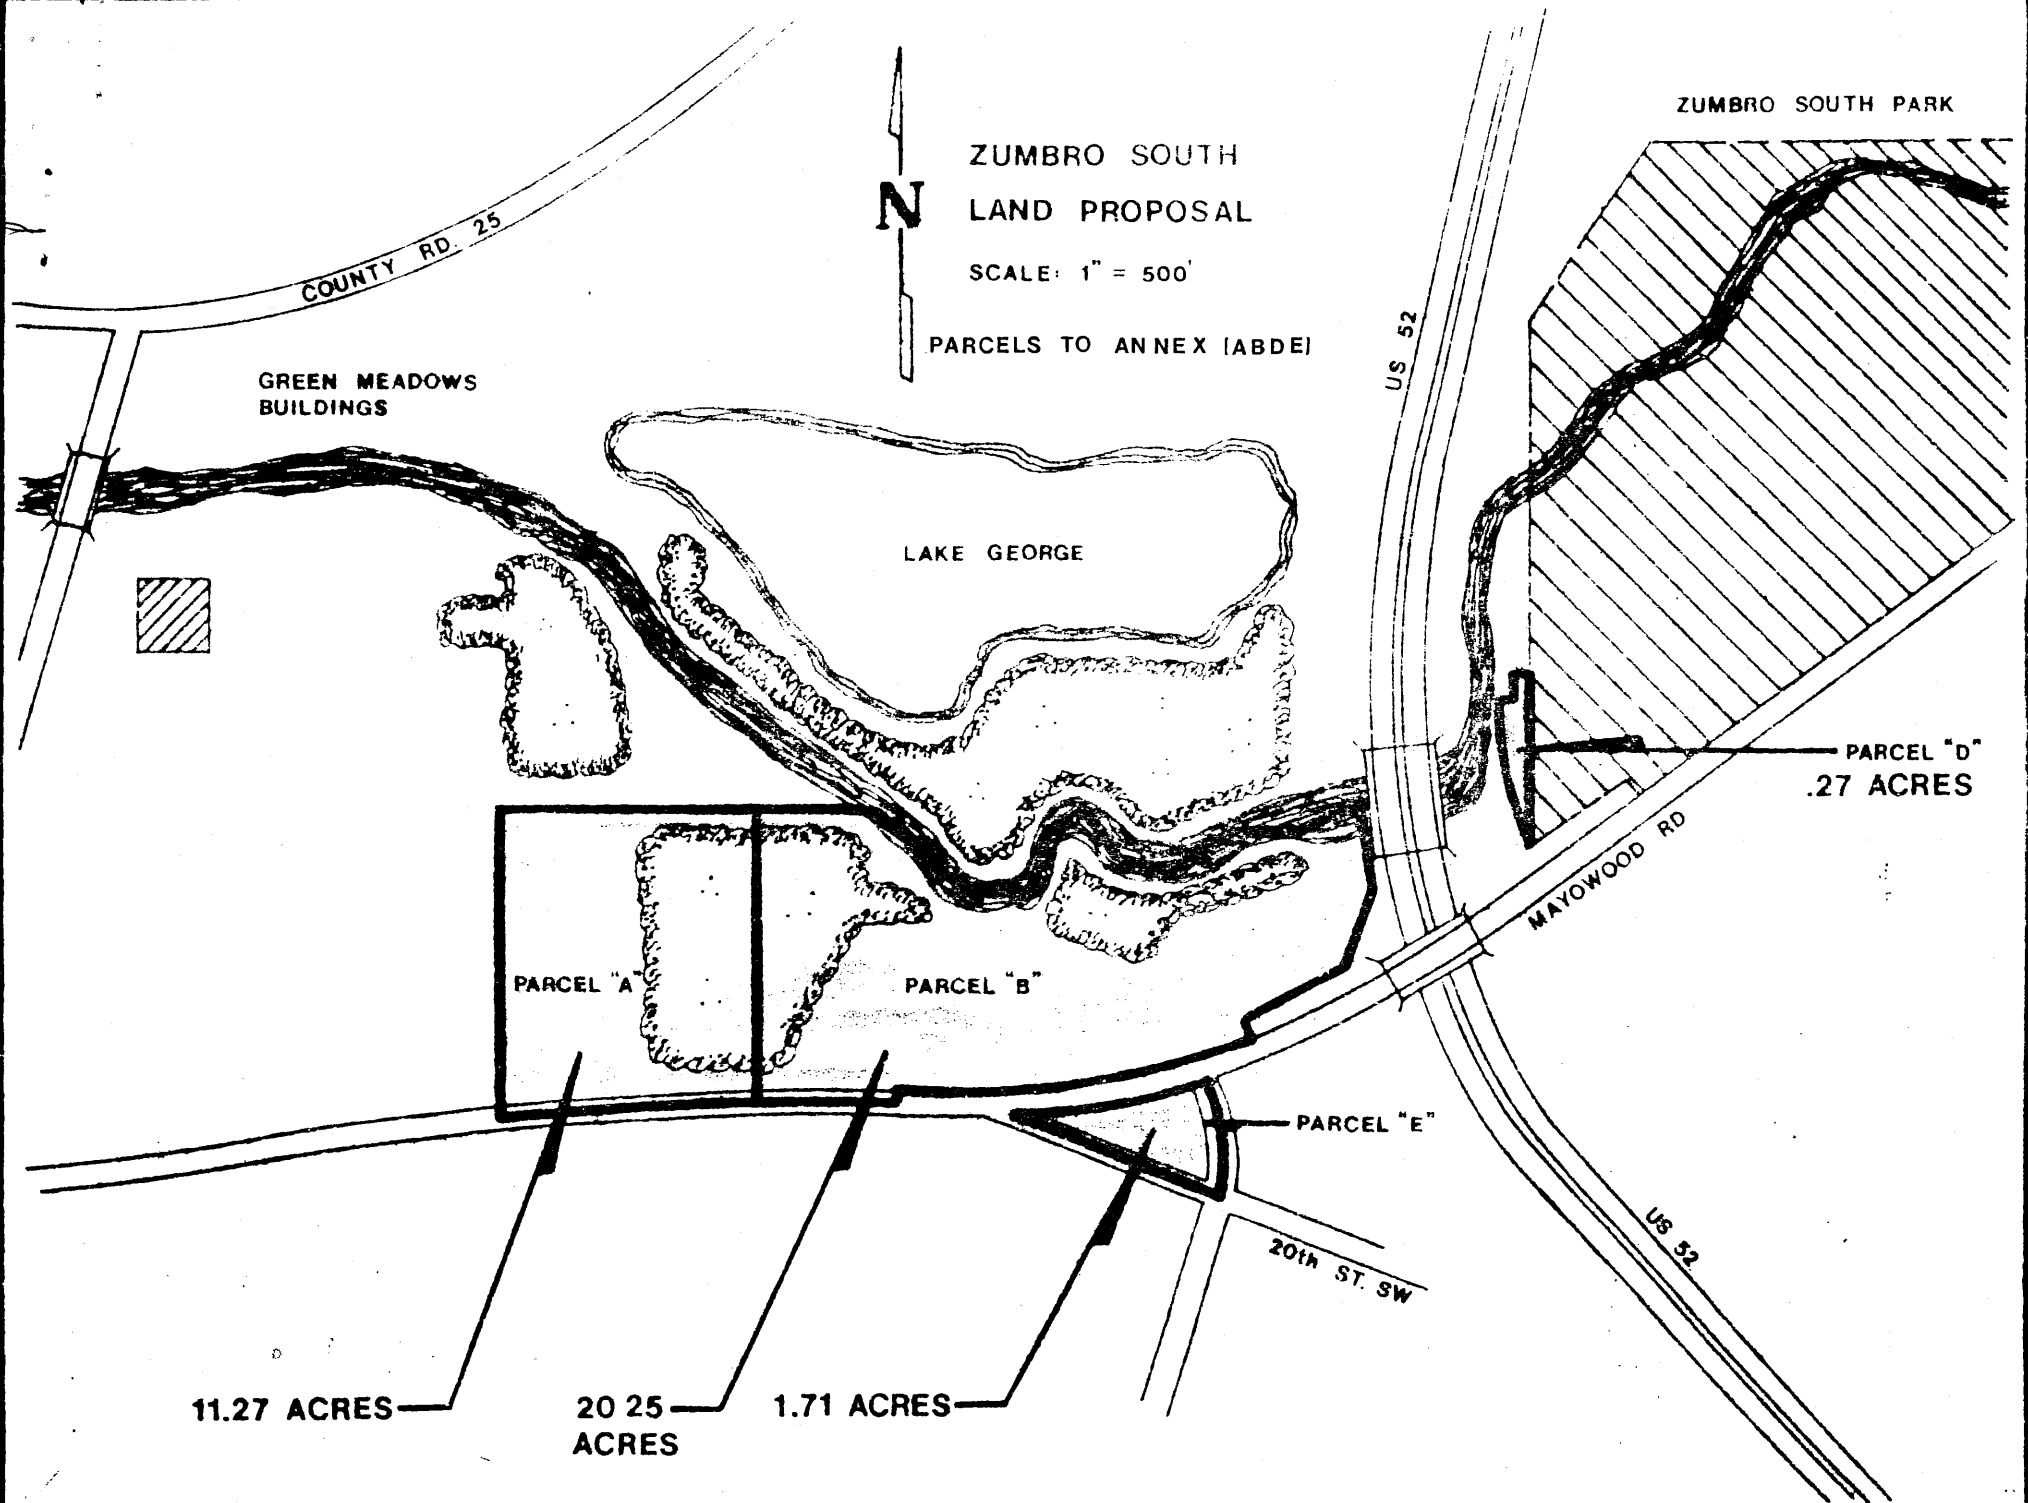 ZUMBRO SOUTH PARK
ZUMBRO SOUTH
LAND PROPOSAL
N
SCALE: 1" = 500'
PARCELS TO ANNEX [ABDE]
COUNTY RD. 25
US 52
GREEN MEADOWS
BUILDINGS
LAKE GEORGE
PARCEL "D"
.27 ACRES
MAYOWOOD RD
PARCEL "A"
PARCEL "B"
PARCEL "E"
20th ST. SW
US 52
11.27 ACRES
20 25
ACRES
1.71 ACRES